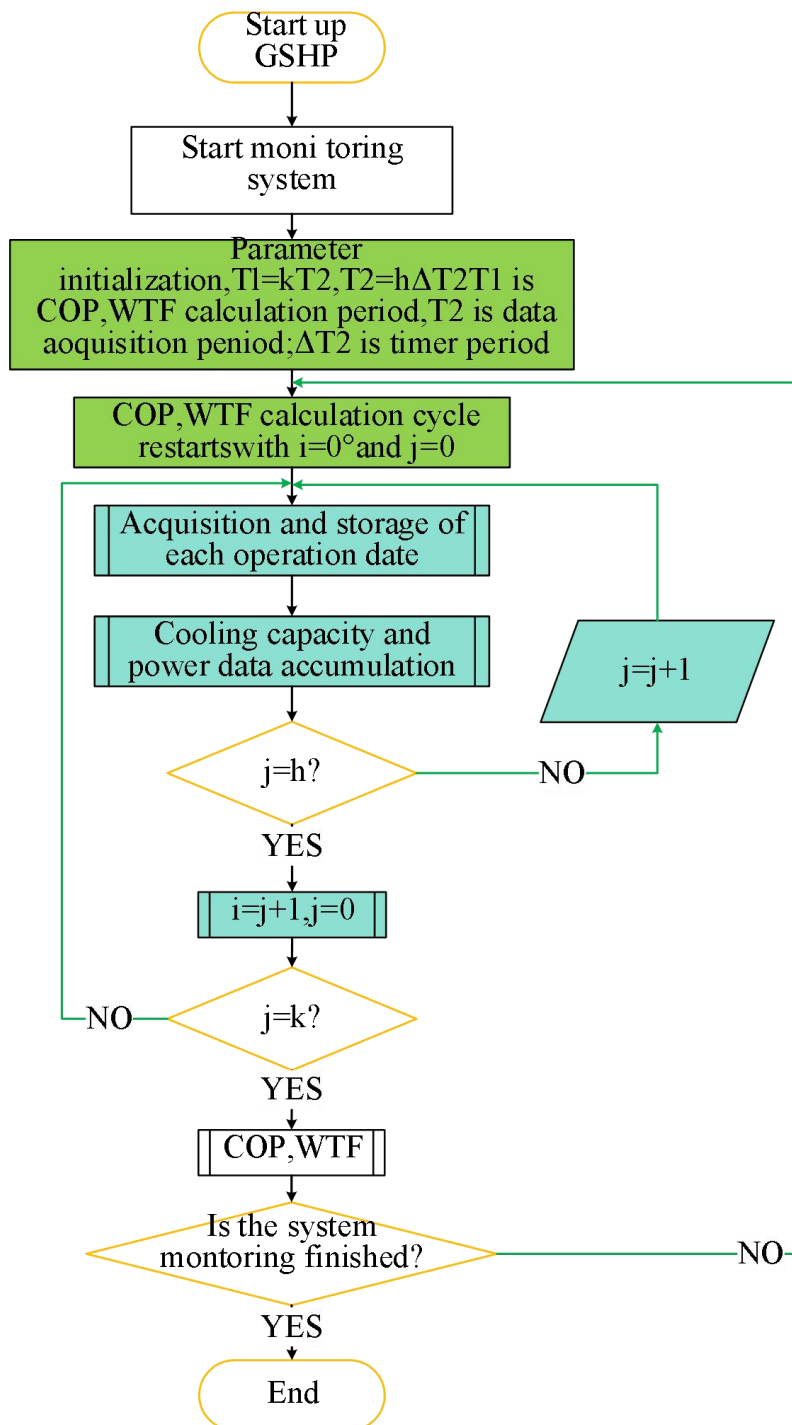 Start up
GSHP
Start moni toring
system
Parameter
initialization,Tl=kT2,T2=hΔT2T1 is
COP,WTF calculation period,T2 is data
aoquisition peniod;ΔT2 is timer period
COP,WTF calculation cycle
restartswith i=0°and j=0
Acquisition and storage of
each operation date
Cooling capacity and
power data accumulation
j=j+1
j=h?
NO
YES
i=j+1,j=0
j=k?
NO
YES
COP,WTF
Is the system
montoring finished?
NO
YES
End